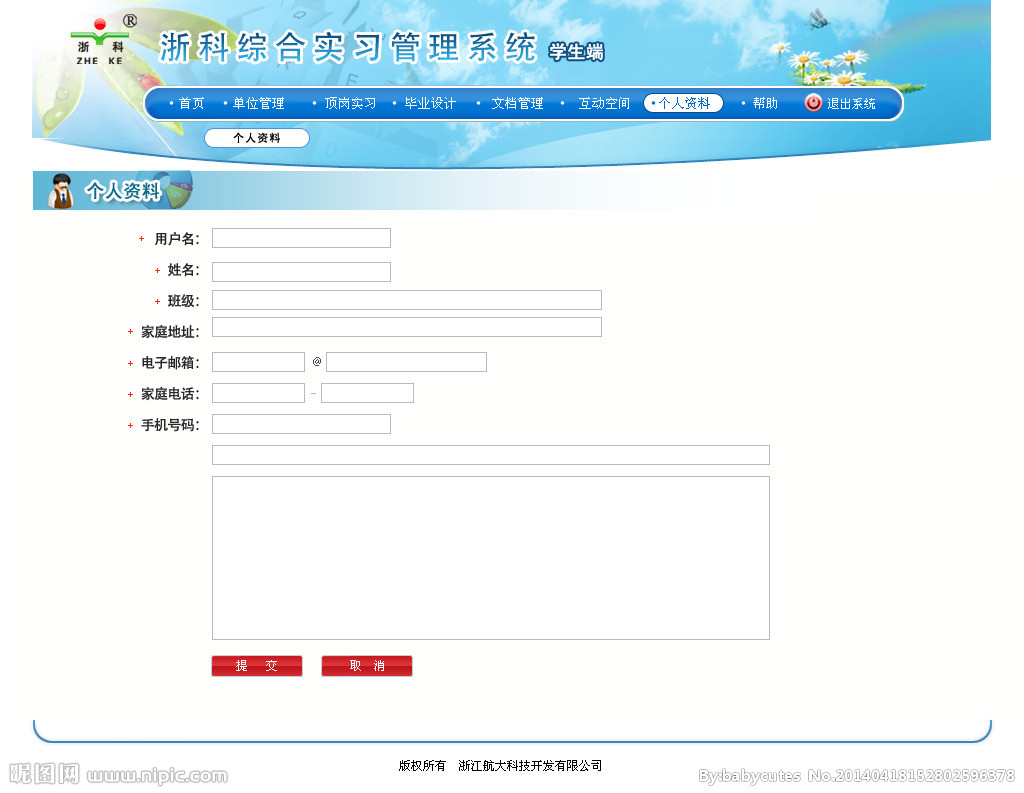 浙 科 ®
ZHE KE
浙科综合实习管理系统 学生端
• 首页 • 单位管理 • 顶岗实习 • 毕业设计 • 文档管理 • 互动空间 • 个人资料 • 帮助 退出系统
个人资料
个人资料
+ 用户名：
+ 姓名：
+ 班级：
+ 家庭地址：
+ 电子邮箱： @
+ 家庭电话： –
+ 手机号码：
提 交 取 消
版权所有 浙江航大科技开发有限公司
昵图网 www.nipic.com
By:babycutes No.20140418152802596378